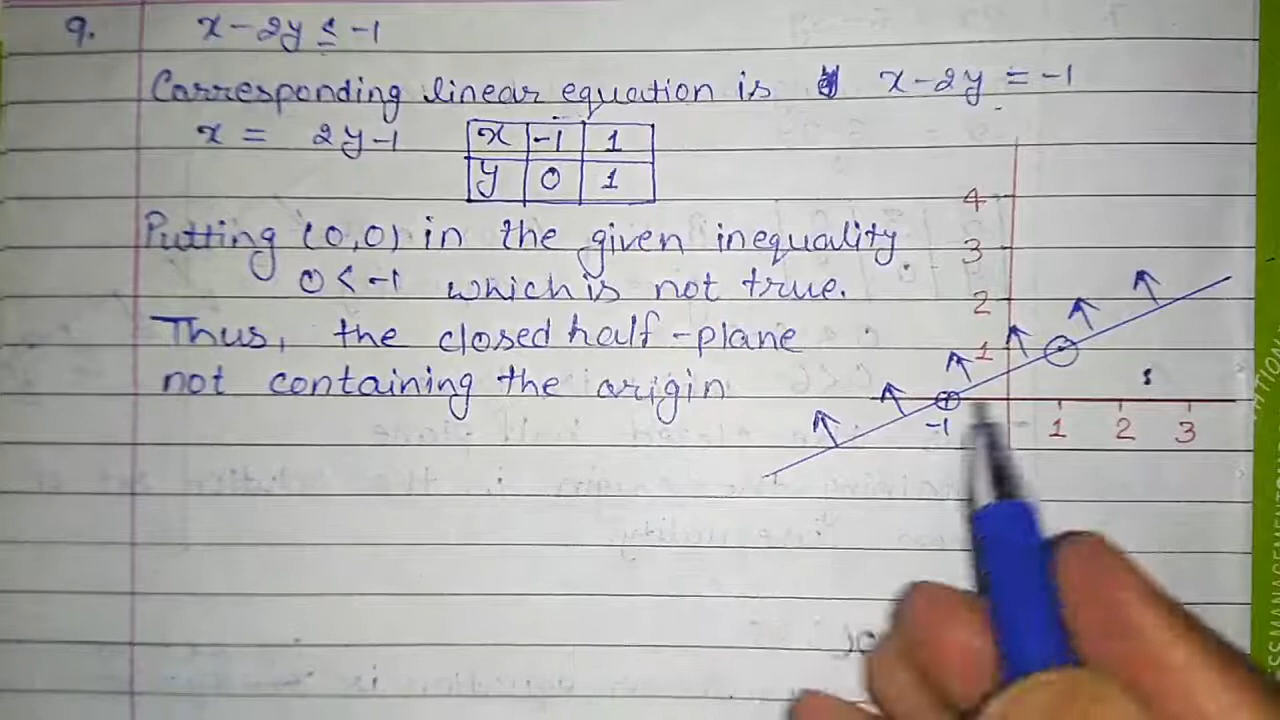 9. x-2y ≤ -1
Carresponding linear equation is x-2y = -1
x = 2y-1
x -1 1
y 0 1
Putting (0,0) in the given inequality.
0 < -1 which is not true.
Thus, the closed half-plane
not containing the origin
4
3
2
1
-1 1 2 3